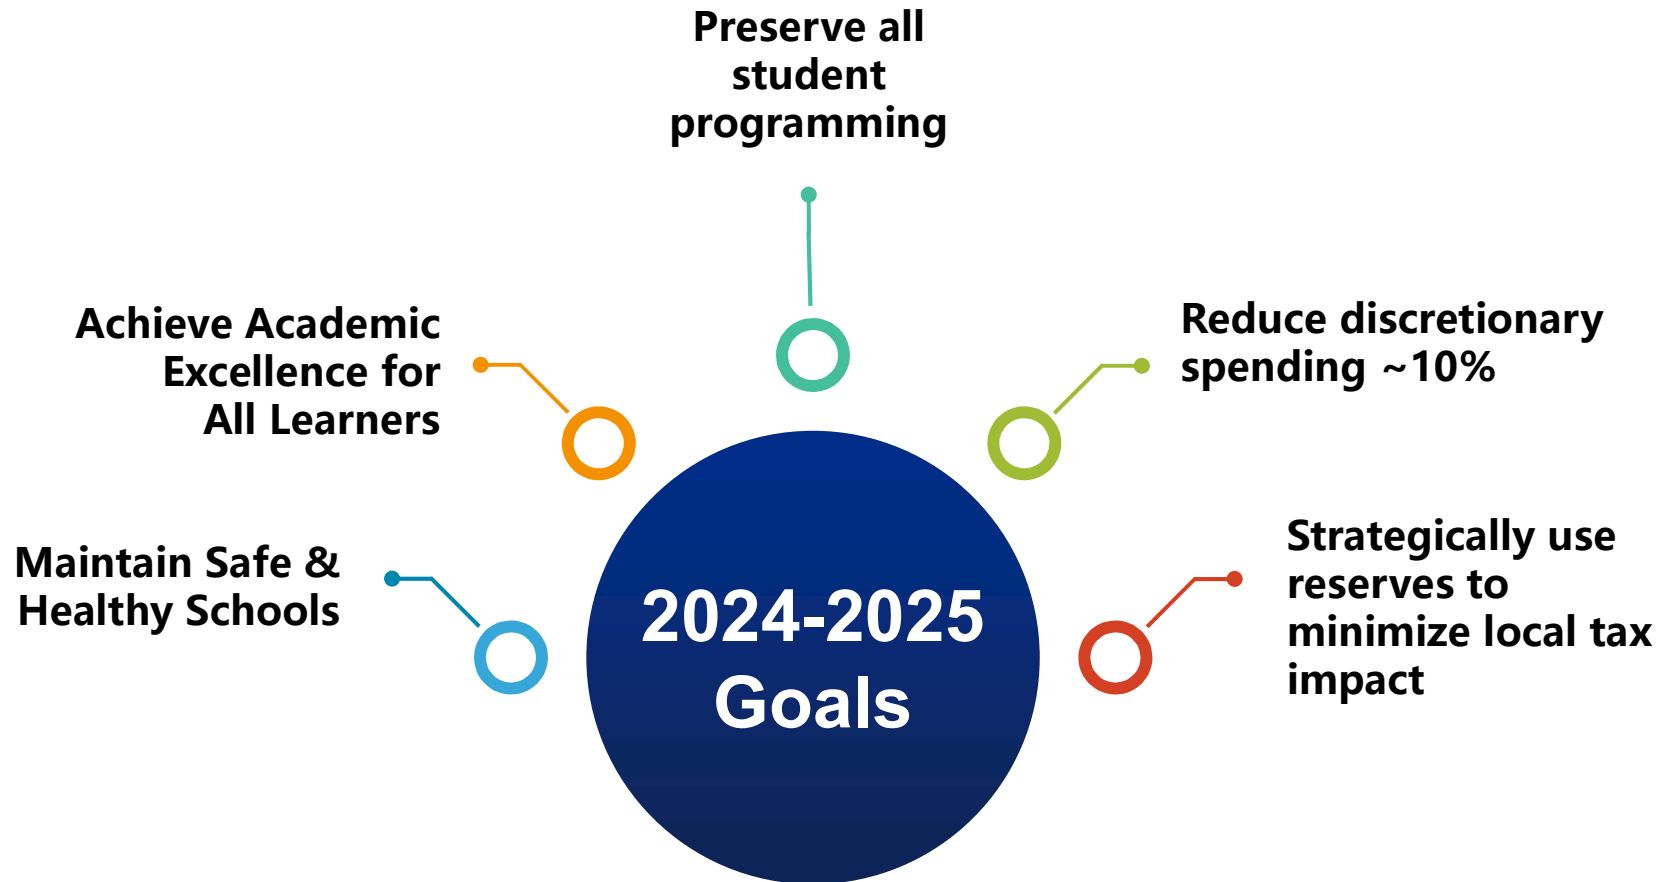 Preserve all
student
programming
Achieve Academic
Excellence for
All Learners
Reduce discretionary
spending ~10%
Maintain Safe &
Healthy Schools
Strategically use
reserves to
minimize local tax
impact
2024-2025
Goals